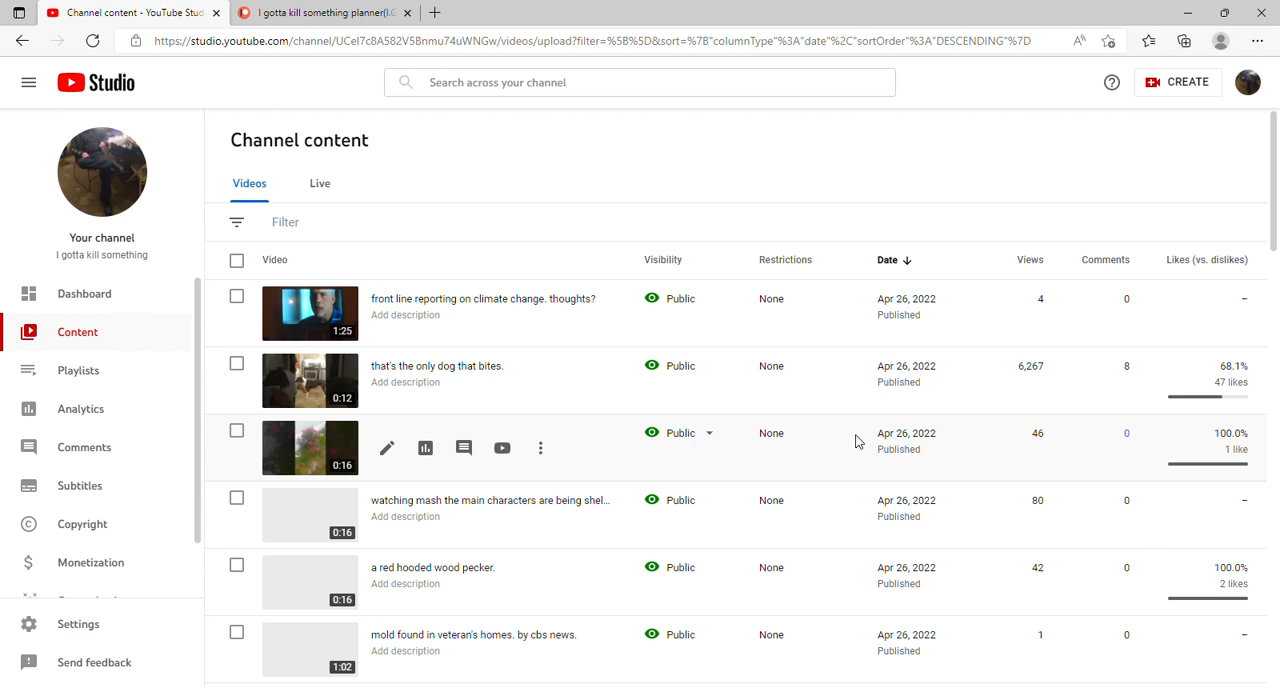 Channel content - YouTube Stud
I gotta kill something planner(I.G
https://studio.youtube.com/channel/UCeI7c8A582V5Bnmu74uWNGw/videos/upload?filter=%5B%5D&sort=%7B"columnType"%3A"date"%2C"sortOrder"%3A"DESCENDING"%7D
Studio
Search across your channel
CREATE
Your channel
I gotta kill something
Dashboard
Content
Playlists
Analytics
Comments
Subtitles
Copyright
Monetization
Settings
Send feedback
Channel content
Videos Live
Filter
Video Visibility Restrictions Date Views Comments Likes (vs. dislikes)
1:25 front line reporting on climate change. thoughts? Public None Apr 26, 2022 4 0 –
Add description Published
that's the only dog that bites. Public None Apr 26, 2022 6,267 8 68.1%
0:12 Add description Published 47 likes
Public None Apr 26, 2022 46 0 100.0%
0:16 Published 1 like
watching mash the main characters are being shel... Public None Apr 26, 2022 80 0 –
0:16 Add description Published
a red hooded wood pecker. Public None Apr 26, 2022 42 0 100.0%
0:16 Add description Published 2 likes
mold found in veteran's homes. by cbs news. Public None Apr 26, 2022 1 0 –
1:02 Add description Published